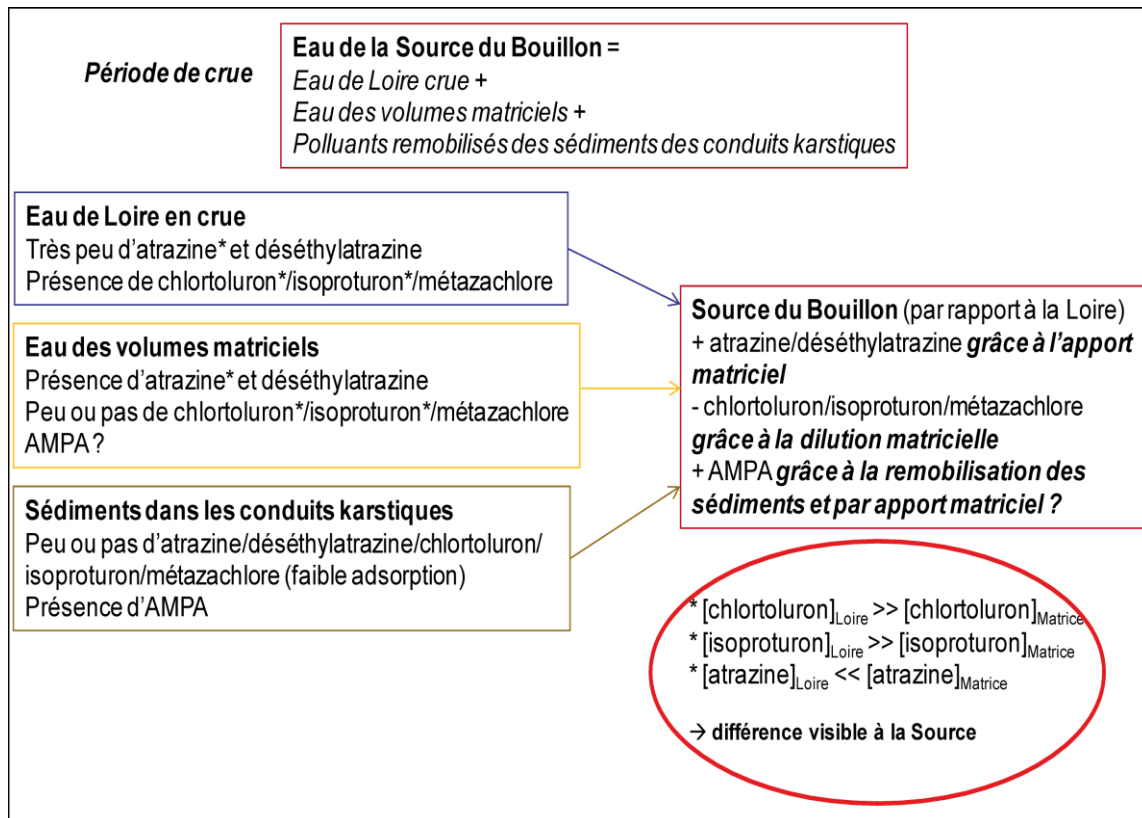 Période de crue
Eau de la Source du Bouillon =
Eau de Loire crue +
Eau des volumes matriciels +
Polluants remobilisés des sédiments des conduits karstiques
Eau de Loire en crue
Très peu d'atrazine* et déséthylatrazine
Présence de chlortoluron*/isoproturon*/métazachlore
Eau des volumes matriciels
Présence d'atrazine* et déséthylatrazine
Peu ou pas de chlortoluron*/isoproturon*/métazachlore
AMPA ?
Sédiments dans les conduits karstiques
Peu ou pas d'atrazine/déséthylatrazine/chlortoluron/
isoproturon/métazachlore (faible adsorption)
Présence d'AMPA
Source du Bouillon (par rapport à la Loire)
+ atrazine/déséthylatrazine grâce à l'apport
matriciel
- chlortoluron/isoproturon/métazachlore
grâce à la dilution matricielle
+ AMPA grâce à la remobilisation des
sédiments et par apport matriciel ?
* [chlortoluron]Loire >> [chlortoluron]Matrice
* [isoproturon]Loire >> [isoproturon]Matrice
* [atrazine]Loire << [atrazine]Matrice
→ différence visible à la Source